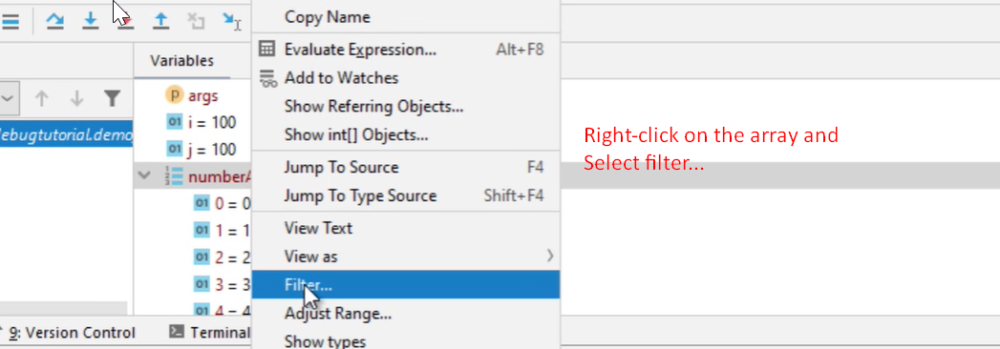 Copy Name
Evaluate Expression... Alt+F8
Add to Watches
Show Referring Objects...
Show int[] Objects...
Jump To Source F4
Jump To Type Source Shift+F4
View Text
View as
Filter...
Adjust Range...
Show types
Variables
args
i = 100
j = 100
numberA
0 = 0
1 = 1
2 = 2
3 = 3
4 = 4
debugtutorial.demo
9: Version Control
Terminal
Right-click on the array and
Select filter...